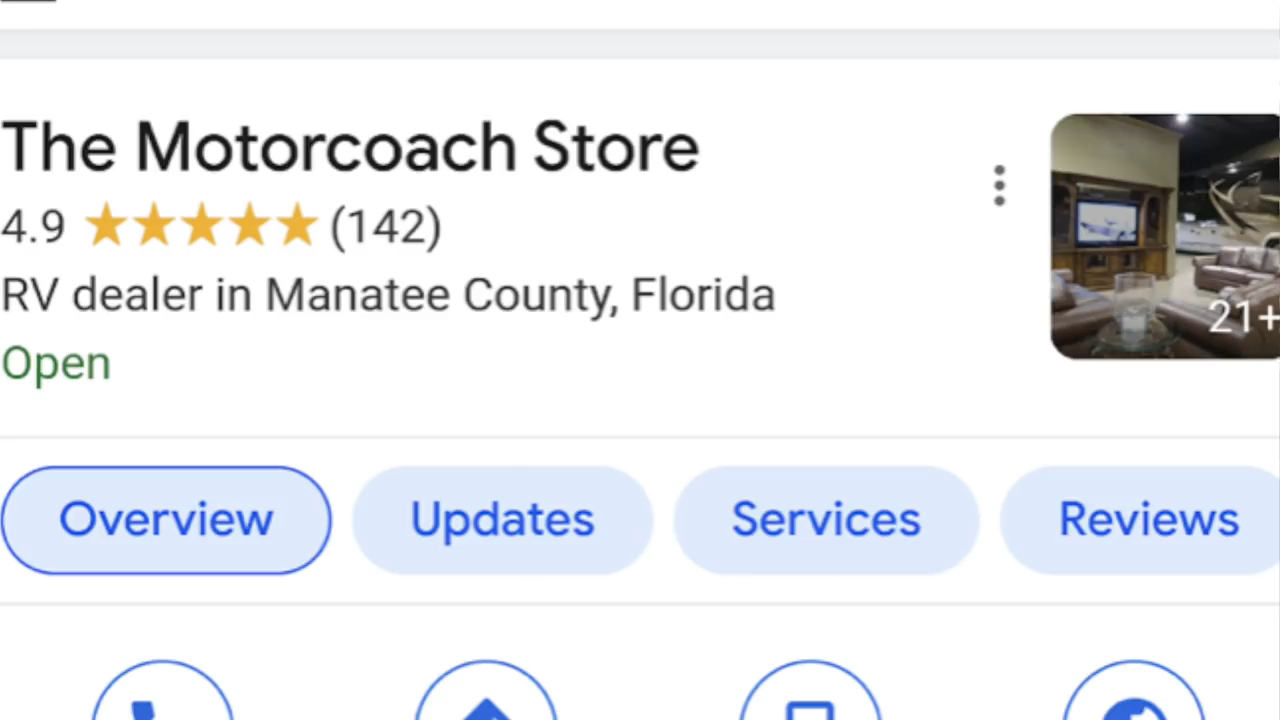 The Motorcoach Store
4.9 ★★★★★ (142)
RV dealer in Manatee County, Florida
Open
21+
Overview
Updates
Services
Reviews